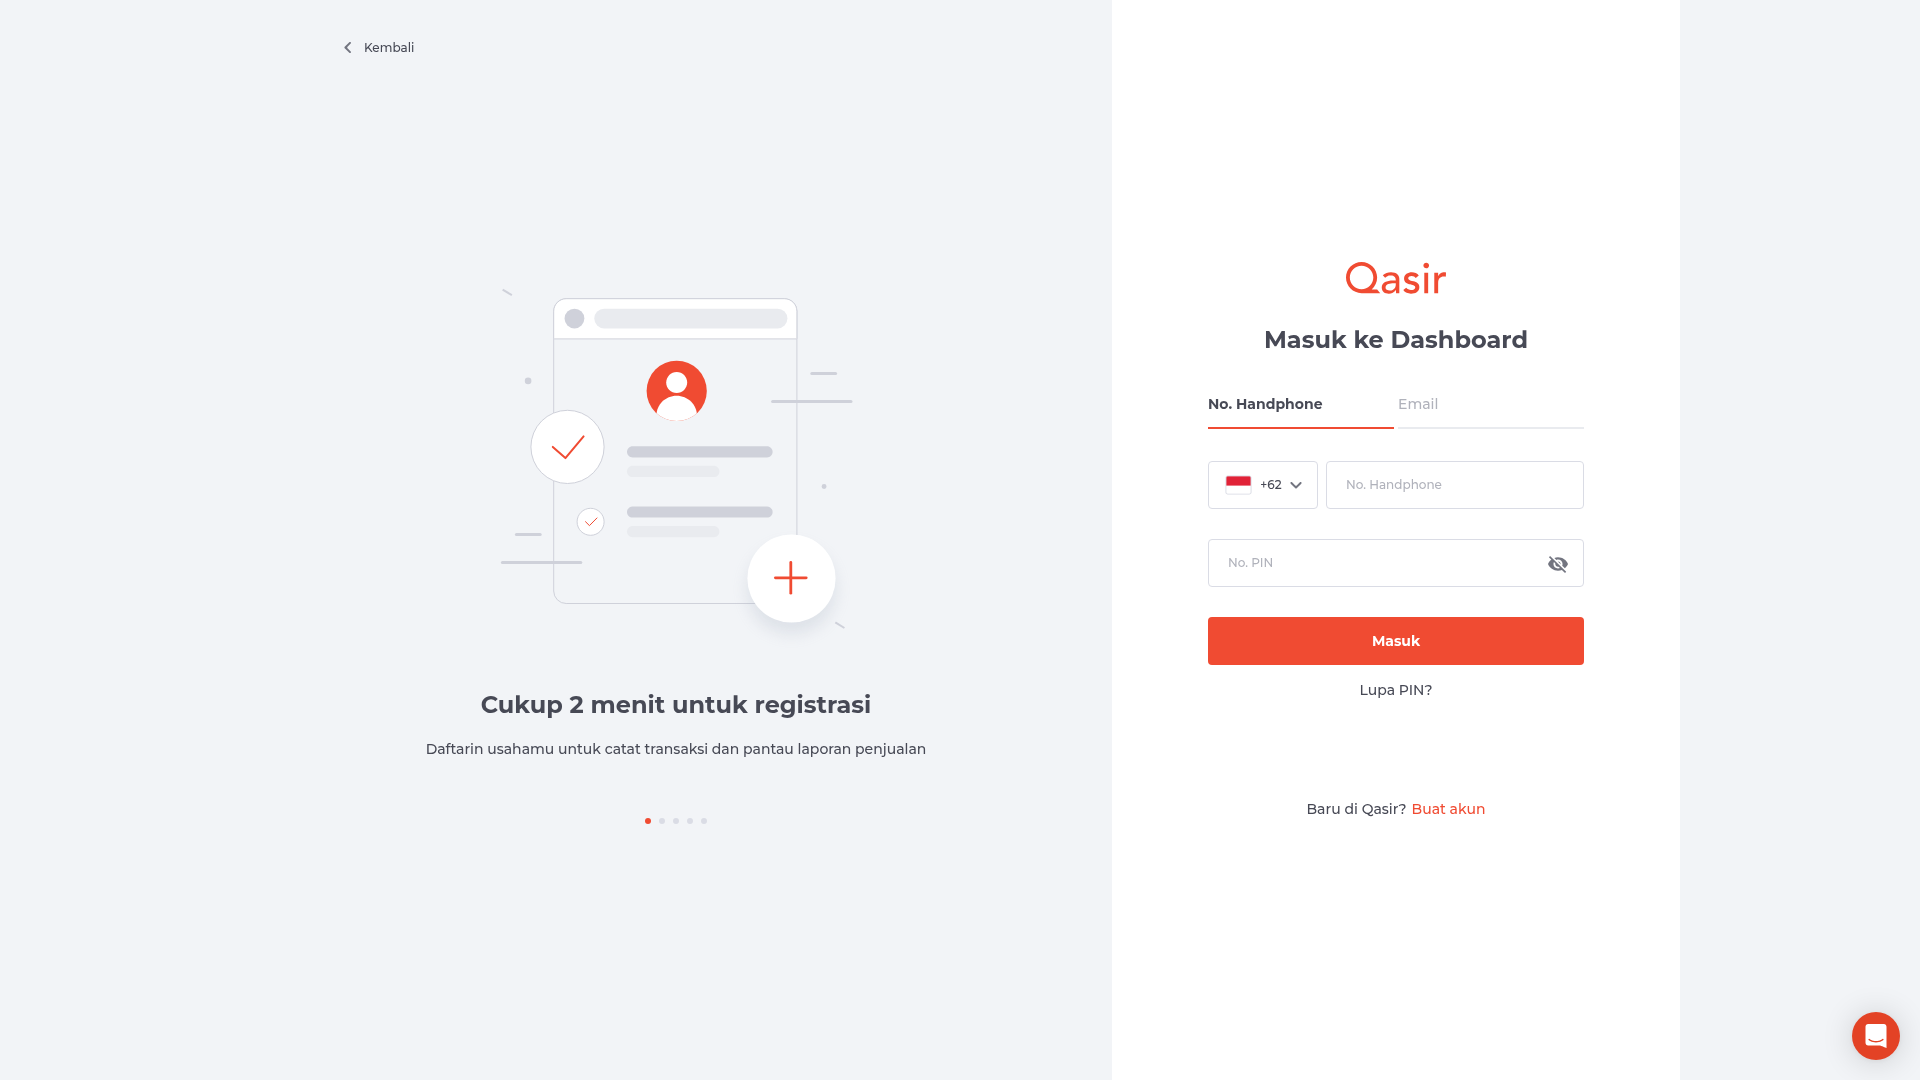 Kembali
Cukup 2 menit untuk registrasi
Daftarin usahamu untuk catat transaksi dan pantau laporan penjualan
Qasir
Masuk ke Dashboard
No. Handphone
Email
+62
No. Handphone
No. PIN
Masuk
Lupa PIN?
Baru di Qasir? Buat akun